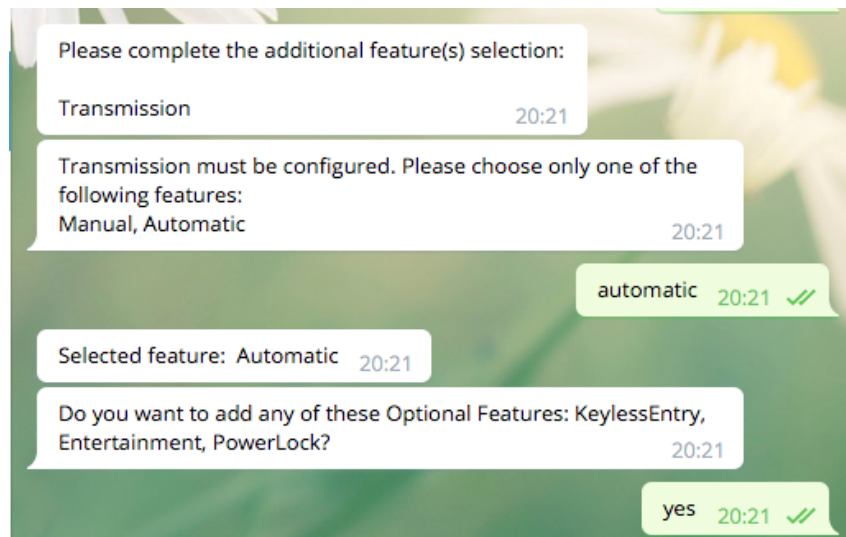 Please complete the additional feature(s) selection:
Transmission
20:21
Transmission must be configured. Please choose only one of the
following features:
Manual, Automatic
20:21
automatic 20:21
Selected feature: Automatic 20:21
Do you want to add any of these Optional Features: KeylessEntry,
Entertainment, PowerLock?
20:21
yes 20:21